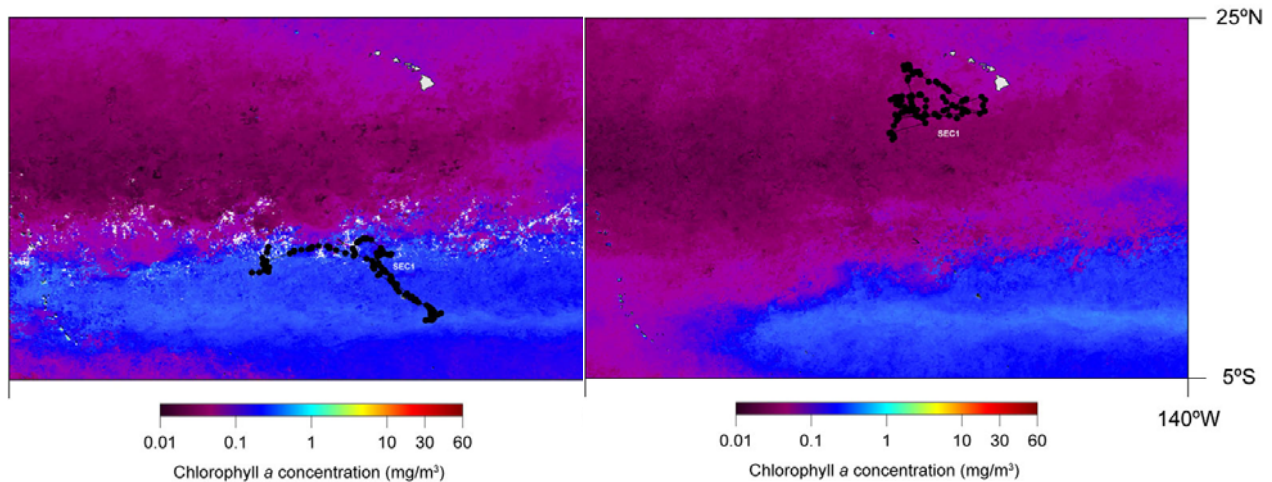 25ºN
SEC1
SEC1
5ºS
140ºW
0.01 0.1 1 10 30 60
Chlorophyll a concentration (mg/m³)
0.01 0.1 1 10 30 60
Chlorophyll a concentration (mg/m³)